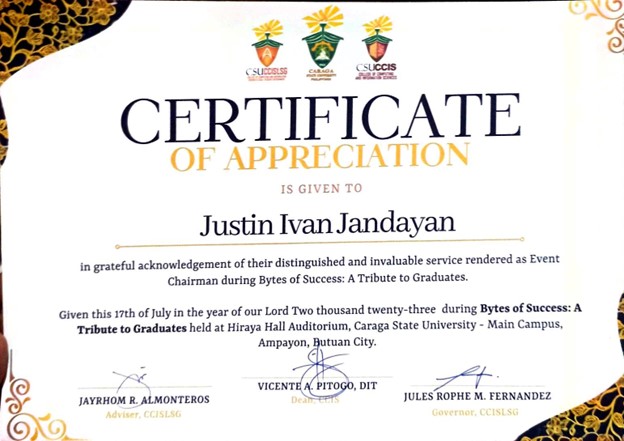 CSUCCISLSG
CARAGA
STATE UNIVERSITY
PHILIPPINES
CSUCCIS
COLLEGE OF COMPUTING
AND INFORMATION SCIENCES
CERTIFICATE
OF APPRECIATION
IS GIVEN TO
Justin Ivan Jandayan
in grateful acknowledgement of their distinguished and invaluable service rendered as Event
Chairman during Bytes of Success: A Tribute to Graduates.
Given this 17th of July in the year of our Lord Two thousand twenty-three during Bytes of Success: A
Tribute to Graduates held at Hiraya Hall Auditorium, Caraga State University - Main Campus,
Ampayon, Butuan City.
JAYRHOM R. ALMONTEROS
Adviser, CCISLSG
VICENTE A. PITOGO, DIT
Dean, CCIS
JULES ROPHE M. FERNANDEZ
Governor, CCISLSG